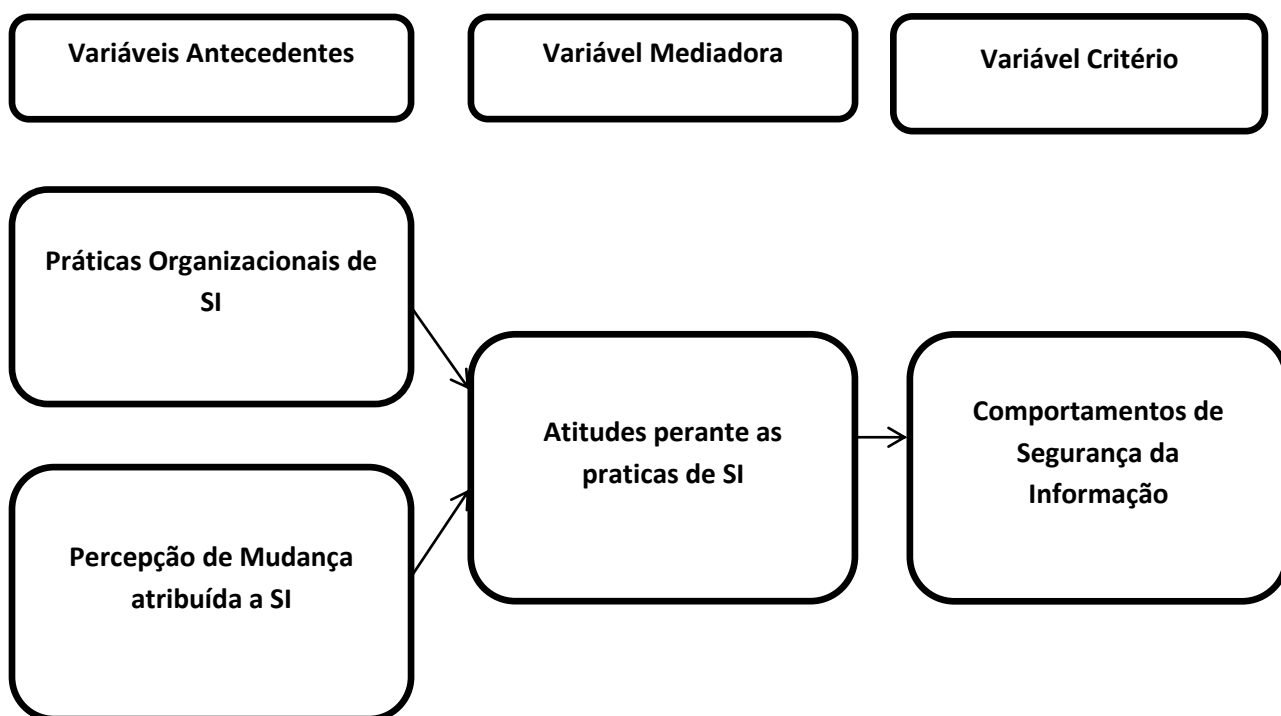 Variáveis Antecedentes
Variável Mediadora
Variável Critério
Práticas Organizacionais de
SI
Percepção de Mudança
atribuída a SI
Atitudes perante as
praticas de SI
Comportamentos de
Segurança da
Informação